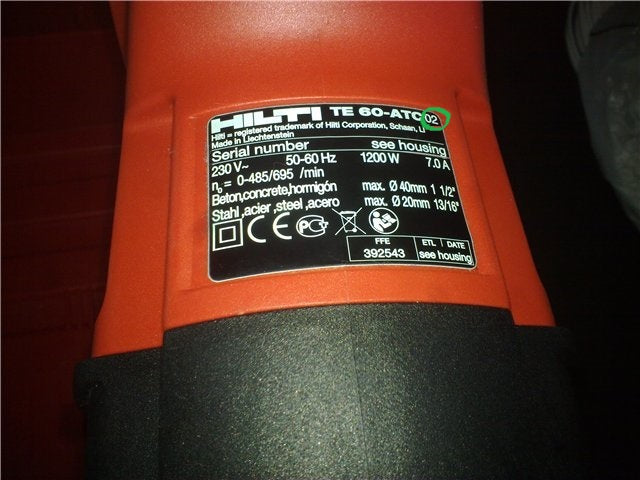 HILTI TE 60-ATC 02
Hilti = registered trademark of Hilti Corporation, Schaan, LI
Made in Liechtenstein
Serial number see housing
230 V~ 50-60 Hz 1200 W 7.0 A
n₀ = 0-485/695 /min
Beton,concrete,hormigón max. Ø 40mm 1 1/2"
Stahl ,acier ,steel ,acero max. Ø 20mm 13/16"
CE PCT
FFE ETL DATE
392543 see housing